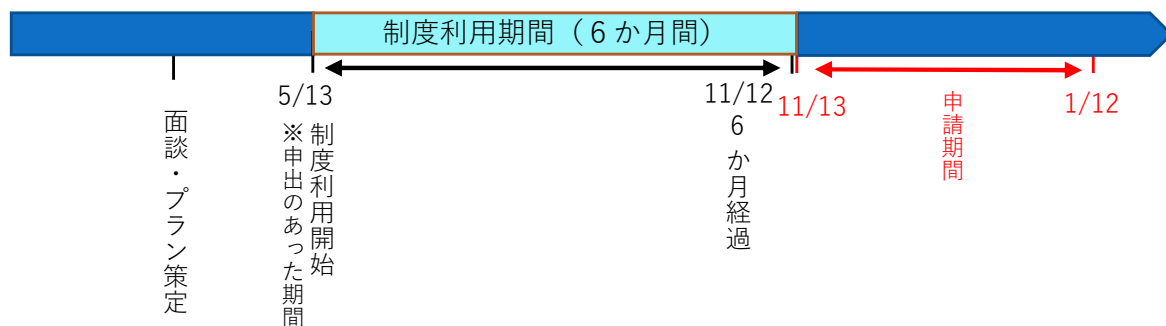 制度利用期間（６か月間）
面談・プラン策定
5/13
制度利用開始
※申出のあった期間
11/12
６か月経過
11/13
申請期間
1/12